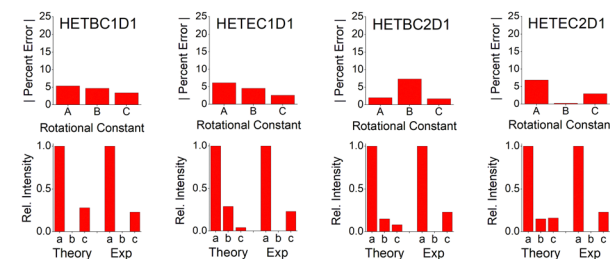 HETBC1D1
| Percent Error |
25
20
15
10
5
0
A B C
Rotational Constant
HETEC1D1
| Percent Error |
25
20
15
10
5
0
A B C
Rotational Constant
HETBC2D1
| Percent Error |
25
20
15
10
5
0
A B C
Rotational Constant
HETEC2D1
| Percent Error |
25
20
15
10
5
0
A B C
Rotational Constant
Rel. Intensity
1.0
0.5
0.0
a b c a b c
Theory Exp
Rel. Intensity
1.0
0.5
0.0
a b c a b c
Theory Exp
Rel. Intensity
1.0
0.5
0.0
a b c a b c
Theory Exp
Rel. Intensity
1.0
0.5
0.0
a b c a b c
Theory Exp